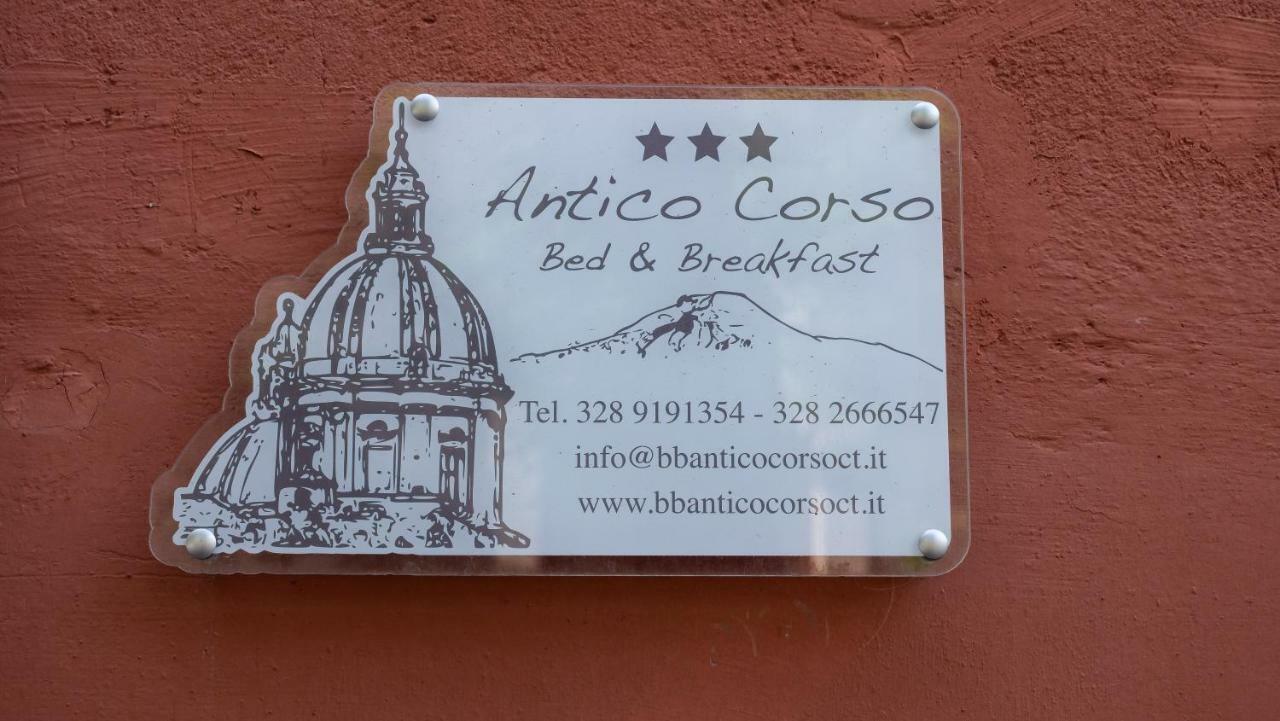 Antico Corso
Bed & Breakfast
Tel. 328 9191354 - 328 2666547
info@bbanticocorsoct.it
www.bbanticocorsoct.it